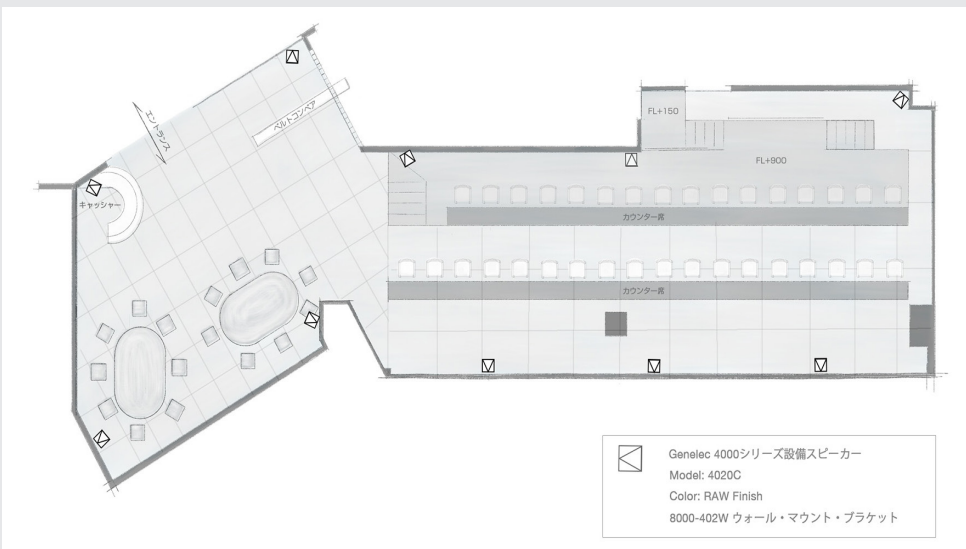 エントランス
ベルトコンベア
キャッシャー
FL+150
FL+900
カウンター席
カウンター席
Genelec 4000シリーズ設備スピーカー
Model: 4020C
Color: RAW Finish
8000-402W ウォール・マウント・ブラケット